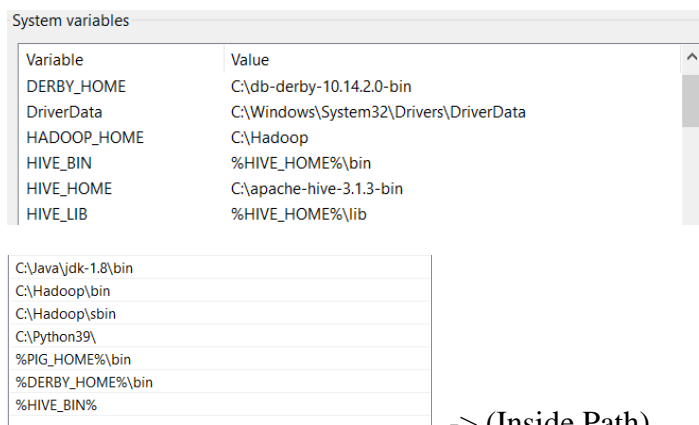 System variables
Variable Value
DERBY_HOME C:\db-derby-10.14.2.0-bin
DriverData C:\Windows\System32\Drivers\DriverData
HADOOP_HOME C:\Hadoop
HIVE_BIN %HIVE_HOME%\bin
HIVE_HOME C:\apache-hive-3.1.3-bin
HIVE_LIB %HIVE_HOME%\lib
C:\Java\jdk-1.8\bin
C:\Hadoop\bin
C:\Hadoop\sbin
C:\Python39\
%PIG_HOME%\bin
%DERBY_HOME%\bin
%HIVE_BIN%
-> (Inside Path)